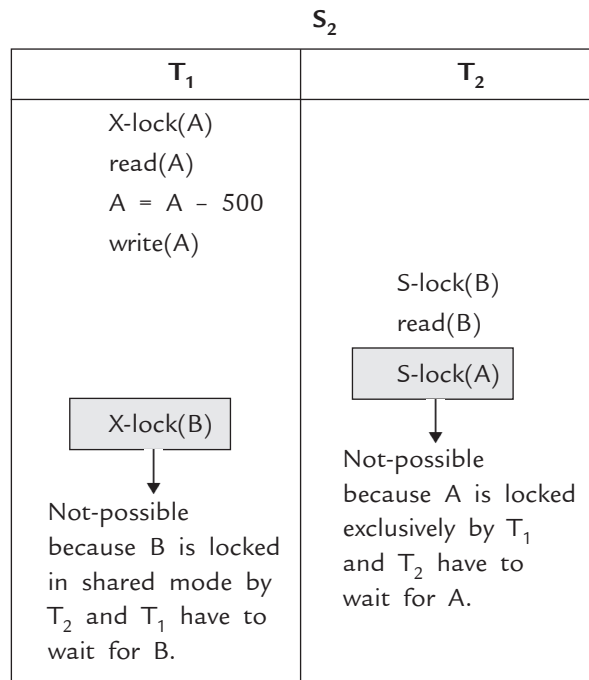 S₂
T₁
T₂
X-lock(A)
read(A)
A = A – 500
write(A)
S-lock(B)
read(B)
S-lock(A)
X-lock(B)
Not-possible
because B is locked
in shared mode by
T₂ and T₁ have to
wait for B.
Not-possible
because A is locked
exclusively by T₁
and T₂ have to
wait for A.